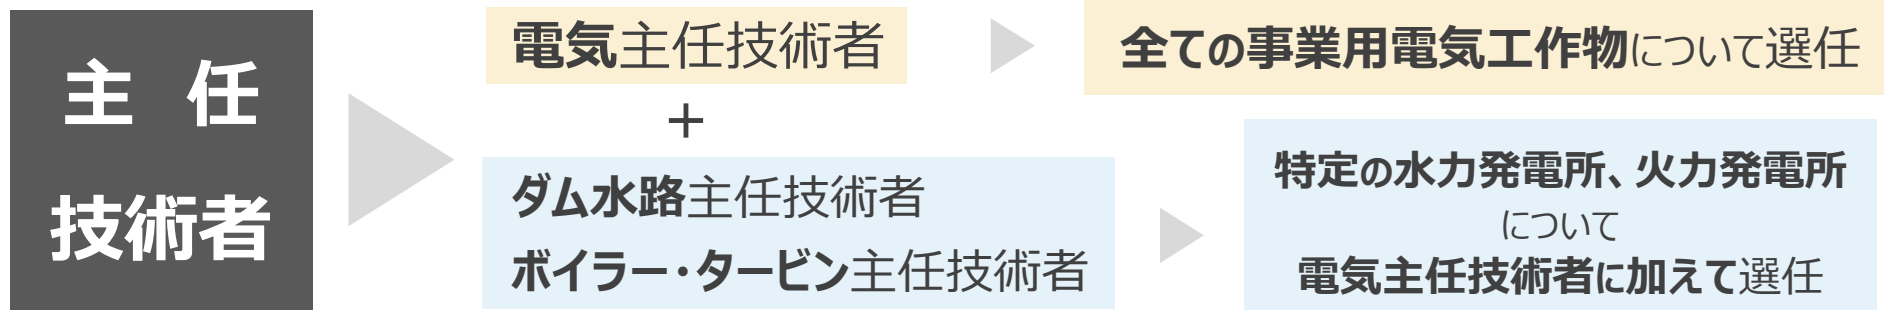 主 任
技術者
電気主任技術者
全ての事業用電気工作物について選任
+
ダム水路主任技術者
ボイラー・タービン主任技術者
特定の水力発電所、火力発電所
について
電気主任技術者に加えて選任